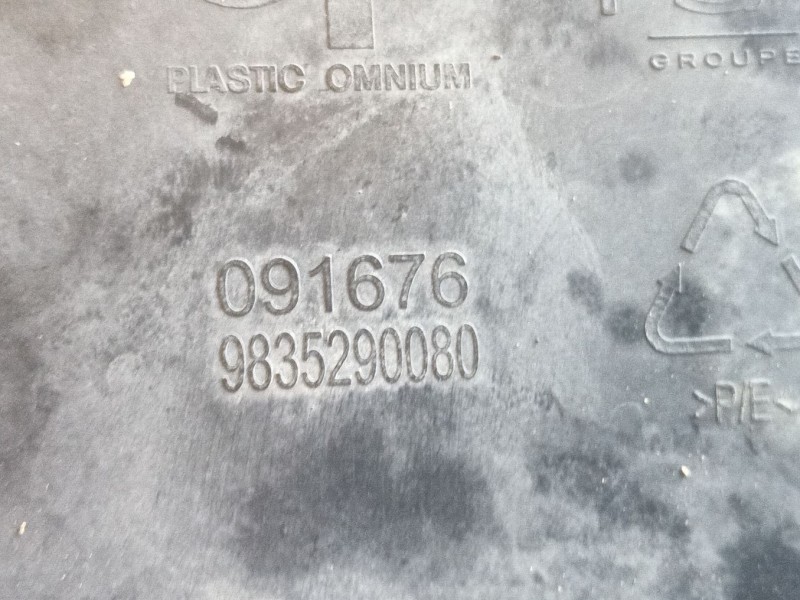 PLASTIC OMNIUM
GROUPE
091676
9835290080
>P/E<